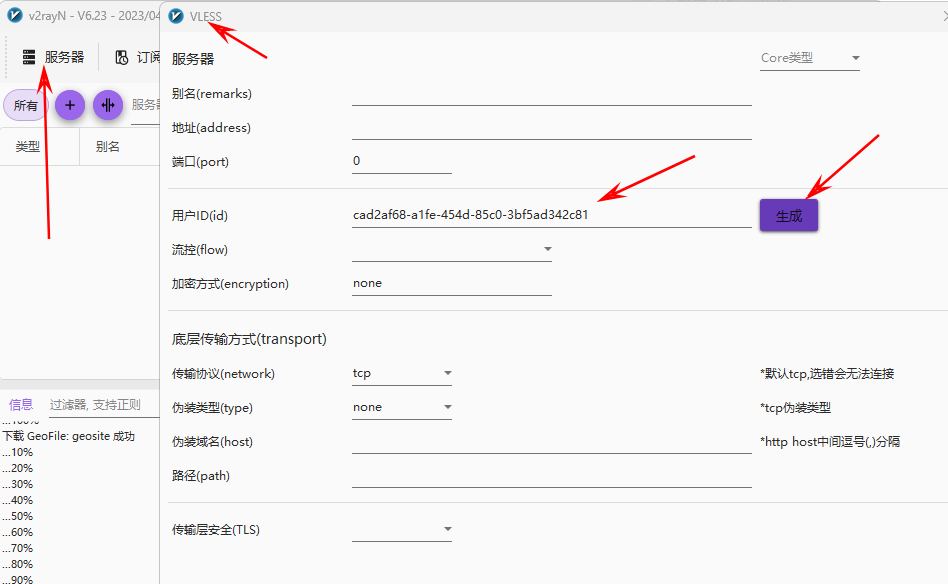 v2rayN - V6.23 - 2023/04
VLESS
服务器
订阅
所有
服务器
类型
别名
信息
过滤器, 支持正则
...100%
下载 GeoFile: geosite 成功
...10%
...20%
...30%
...40%
...50%
...60%
...70%
...80%
...90%
服务器
Core类型
别名(remarks)
地址(address)
端口(port)
0
用户ID(id)
cad2af68-a1fe-454d-85c0-3bf5ad342c81
生成
流控(flow)
加密方式(encryption)
none
底层传输方式(transport)
传输协议(network)
tcp
*默认tcp,选错会无法连接
伪装类型(type)
none
*tcp伪装类型
伪装域名(host)
*http host中间逗号(,)分隔
路径(path)
传输层安全(TLS)